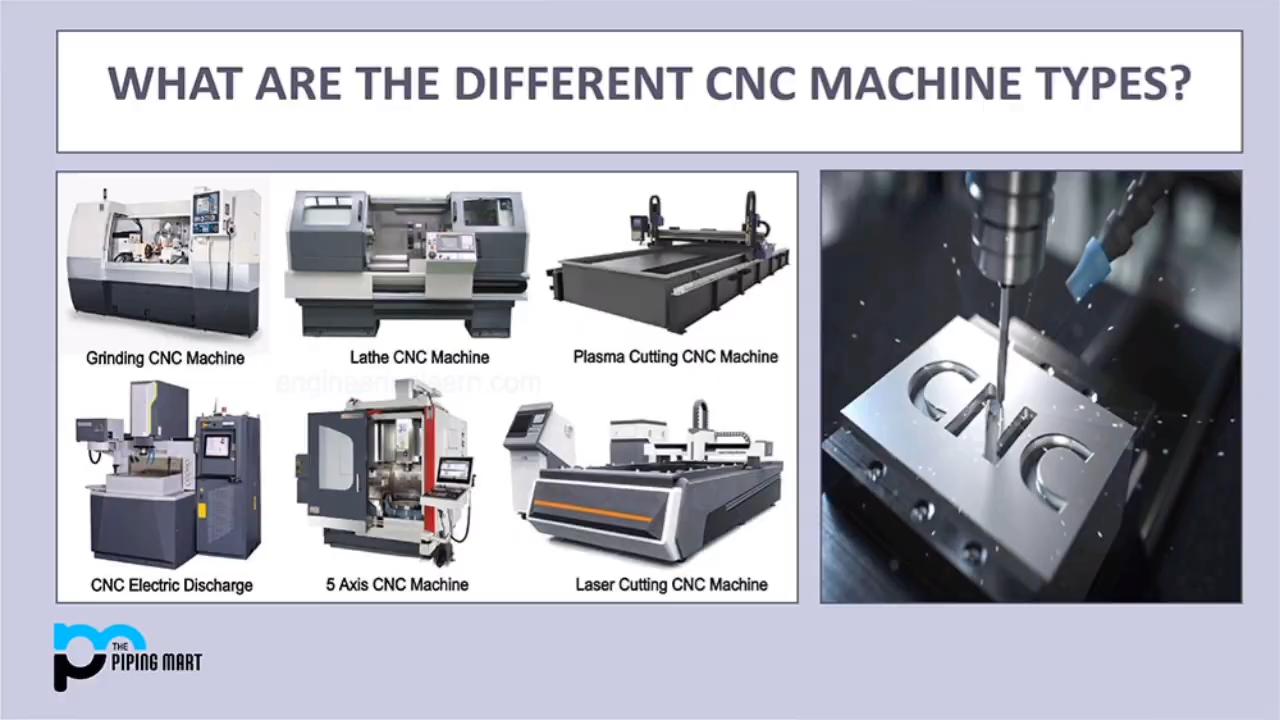 WHAT ARE THE DIFFERENT CNC MACHINE TYPES?
Grinding CNC Machine
Lathe CNC Machine
Plasma Cutting CNC Machine
CNC Electric Discharge
5 Axis CNC Machine
Laser Cutting CNC Machine
CNC
THE
PIPING MART